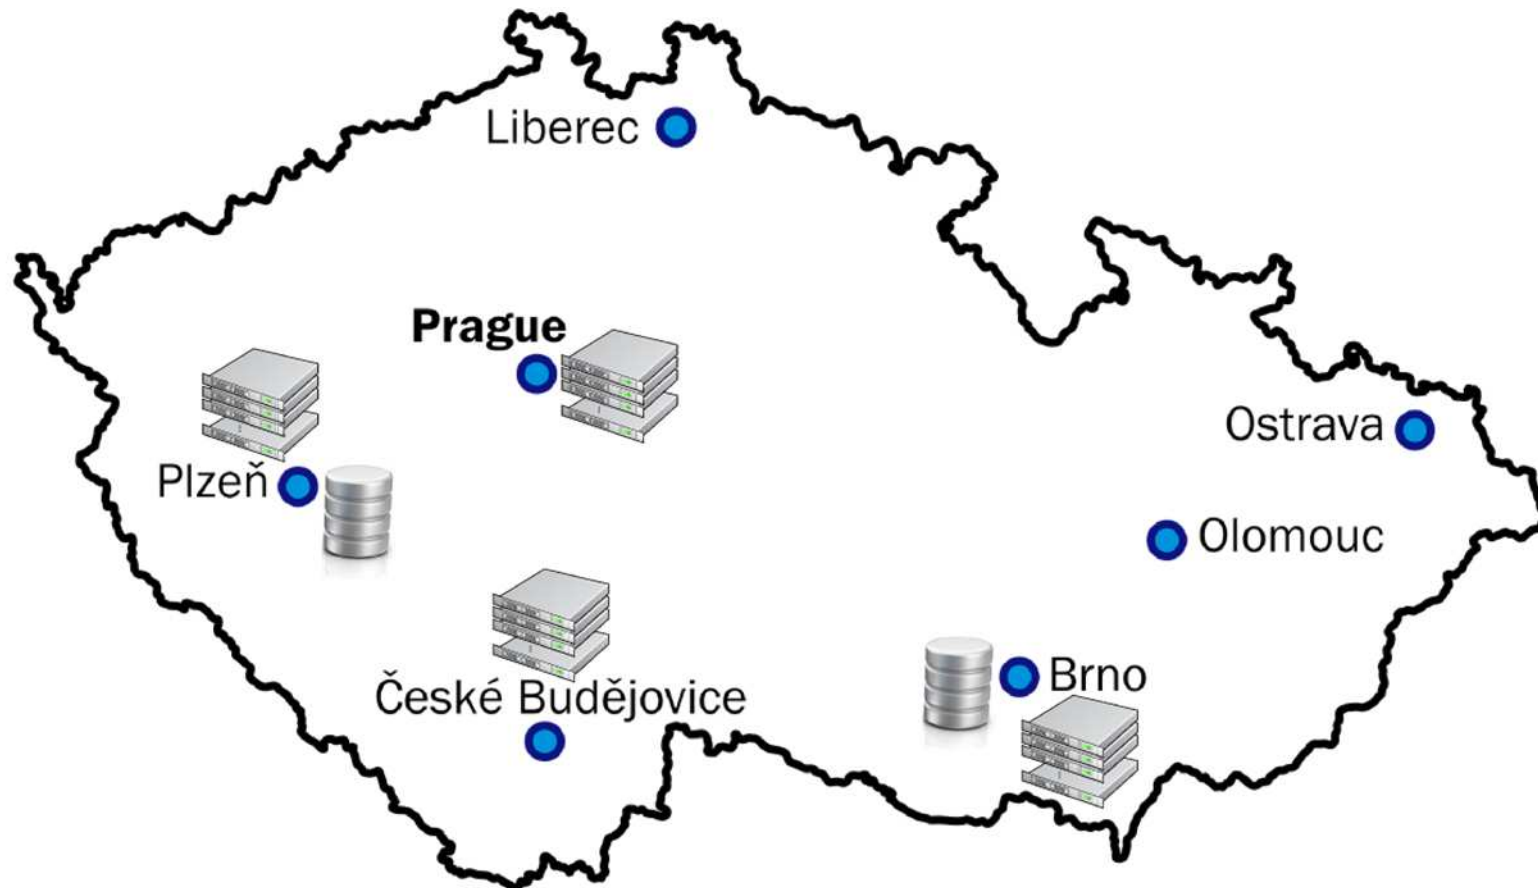 Liberec
Prague
Ostrava
Plzeň
Olomouc
Brno
České Budějovice